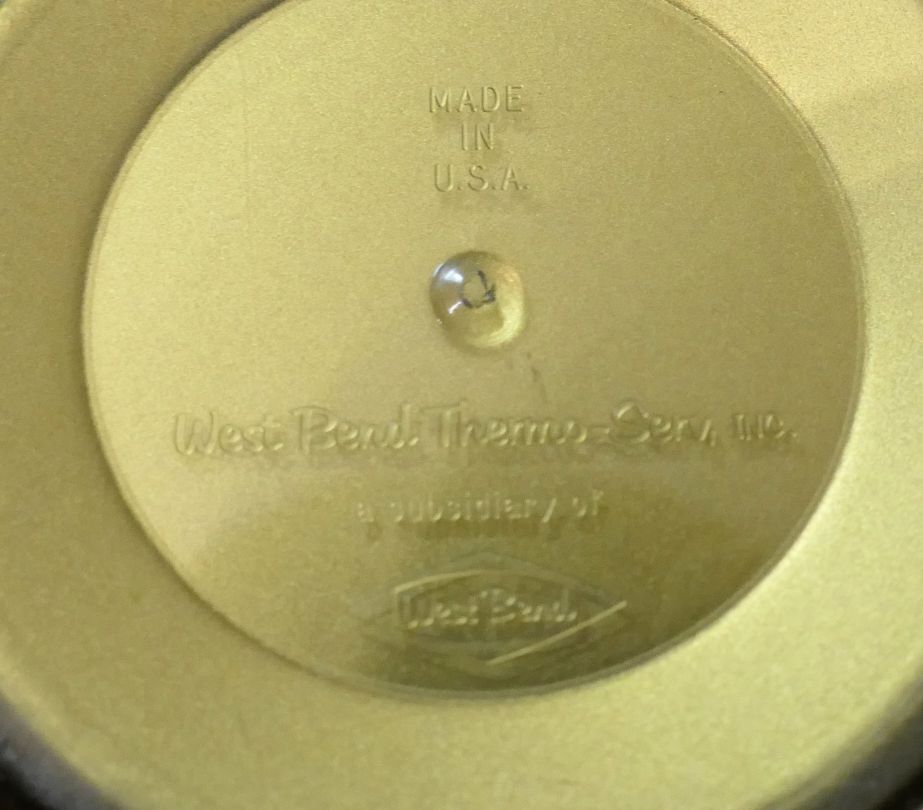 MADE
IN
U.S.A.
West Bend Thermo-Serv, INC.
a subsidiary of
West Bend